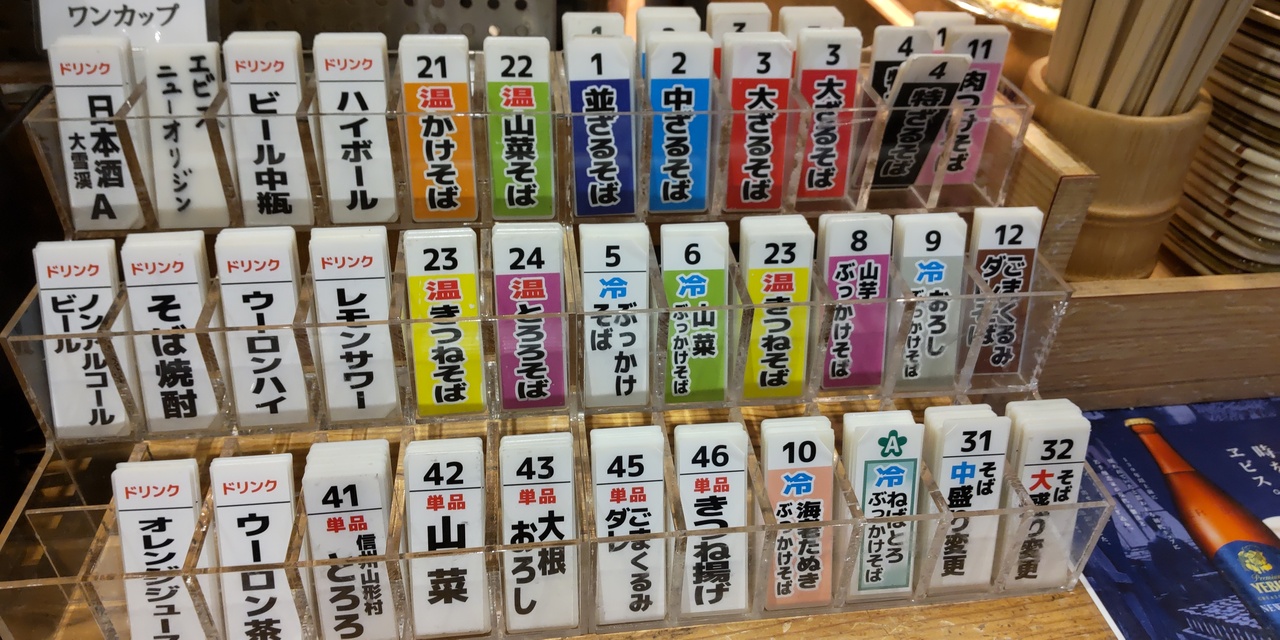 ワンカップ
ドリンク
日本酒A
大雪渓
エビス
ニューオリジン
ドリンク
ビール中瓶
ドリンク
ハイボール
21
温かけそば
22
温山菜そば
1
並ざるそば
2
中ざるそば
3
大ざるそば
3
大ざるそば
4
4
特ざるそば
11
肉つけそば
ドリンク
ノンアルコール
ビール
ドリンク
そば焼酎
ドリンク
ウーロンハイ
ドリンク
レモンサワー
23
温きつねそば
24
温とろろそば
5
冷ぶっかけ
そば
6
冷山菜
ぶっかけそば
23
温きつねそば
8
山芋
ぶっかけそば
9
冷おろし
ぶっかけそば
12
ごまくるみ
ダレそば
ドリンク
オレンジジュース
ドリンク
ウーロン茶
41
単品
信州山形村
とろろ
42
単品
山菜
43
単品
大根
おろし
45
単品
ごまくるみ
ダレ
46
単品
きつね揚げ
10
冷海老たぬき
ぶっかけそば
A
冷ねばとろ
ぶっかけそば
31
そば
中盛り変更
32
そば
大盛り変更
ヱビス